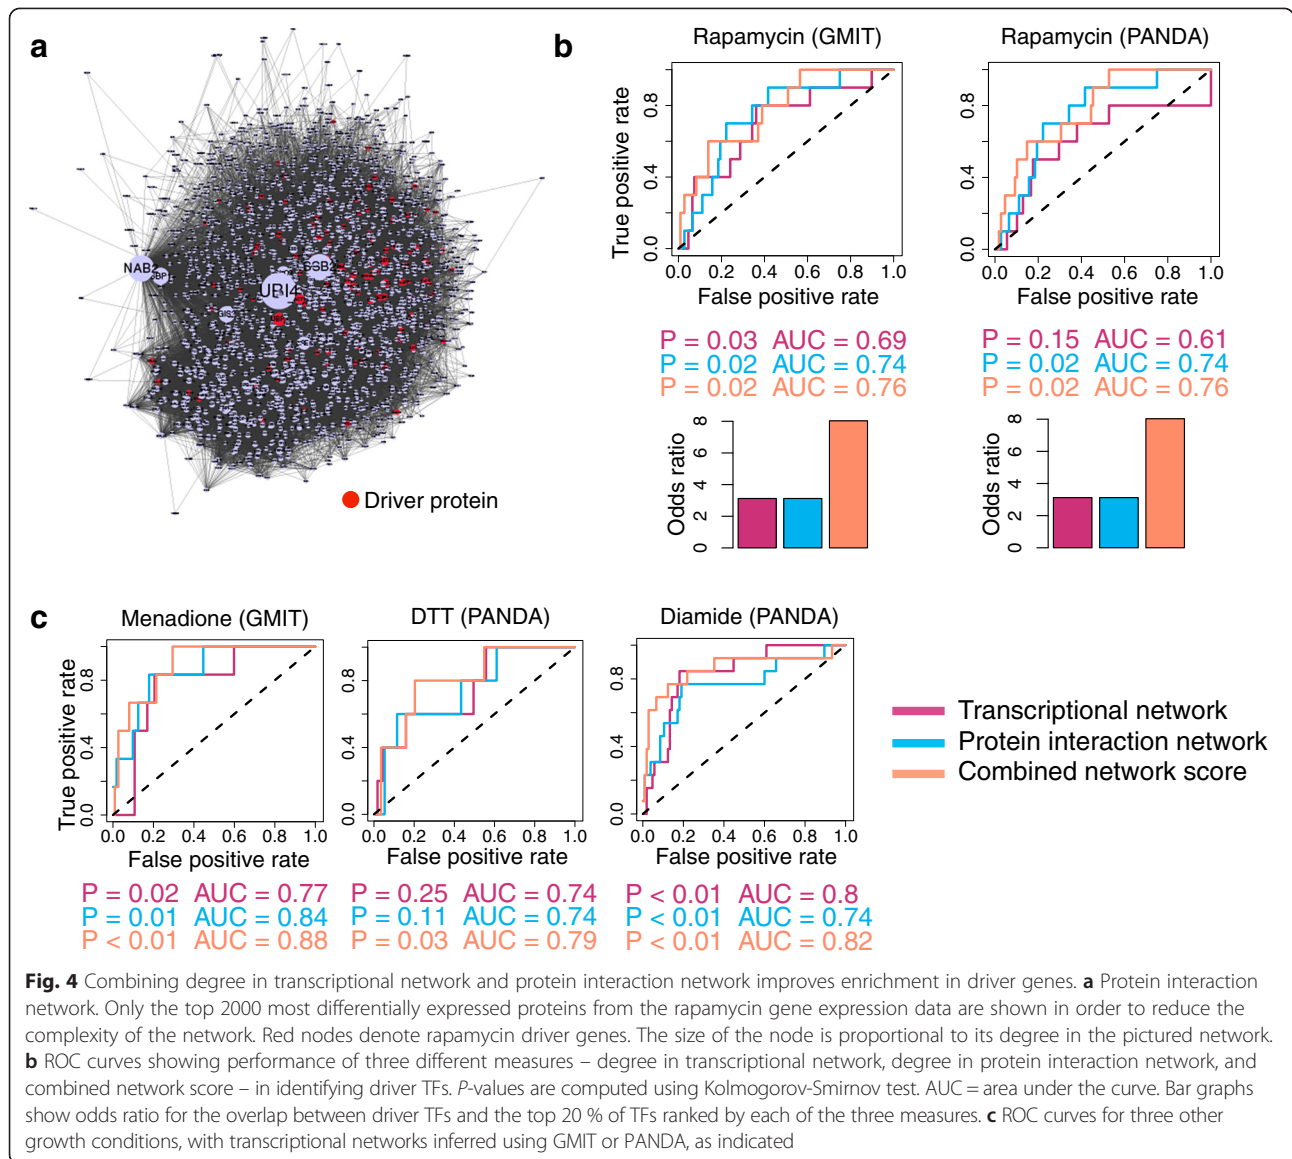 a
NAB2
UBI4
SSB2
Driver protein
b
Rapamycin (GMIT)
True positive rate
0.0 0.4 0.8
0.0 0.2 0.4 0.6 0.8 1.0
False positive rate
P = 0.03 AUC = 0.69
P = 0.02 AUC = 0.74
P = 0.02 AUC = 0.76
Odds ratio
0 2 4 6 8
Rapamycin (PANDA)
True positive rate
0.0 0.4 0.8
0.0 0.2 0.4 0.6 0.8 1.0
False positive rate
P = 0.15 AUC = 0.61
P = 0.02 AUC = 0.74
P = 0.02 AUC = 0.76
Odds ratio
0 2 4 6 8
c
Menadione (GMIT)
True positive rate
0.0 0.4 0.8
0.0 0.2 0.4 0.6 0.8 1.0
False positive rate
P = 0.02 AUC = 0.77
P = 0.01 AUC = 0.84
P < 0.01 AUC = 0.88
DTT (PANDA)
0.0 0.4 0.8
0.0 0.2 0.4 0.6 0.8 1.0
False positive rate
P = 0.25 AUC = 0.74
P = 0.11 AUC = 0.74
P = 0.03 AUC = 0.79
Diamide (PANDA)
0.0 0.4 0.8
0.0 0.2 0.4 0.6 0.8 1.0
False positive rate
P < 0.01 AUC = 0.8
P < 0.01 AUC = 0.74
P < 0.01 AUC = 0.82
Transcriptional network
Protein interaction network
Combined network score
Fig. 4 Combining degree in transcriptional network and protein interaction network improves enrichment in driver genes. a Protein interaction
network. Only the top 2000 most differentially expressed proteins from the rapamycin gene expression data are shown in order to reduce the
complexity of the network. Red nodes denote rapamycin driver genes. The size of the node is proportional to its degree in the pictured network.
b ROC curves showing performance of three different measures – degree in transcriptional network, degree in protein interaction network, and
combined network score – in identifying driver TFs. P-values are computed using Kolmogorov-Smirnov test. AUC = area under the curve. Bar graphs
show odds ratio for the overlap between driver TFs and the top 20 % of TFs ranked by each of the three measures. c ROC curves for three other
growth conditions, with transcriptional networks inferred using GMIT or PANDA, as indicated